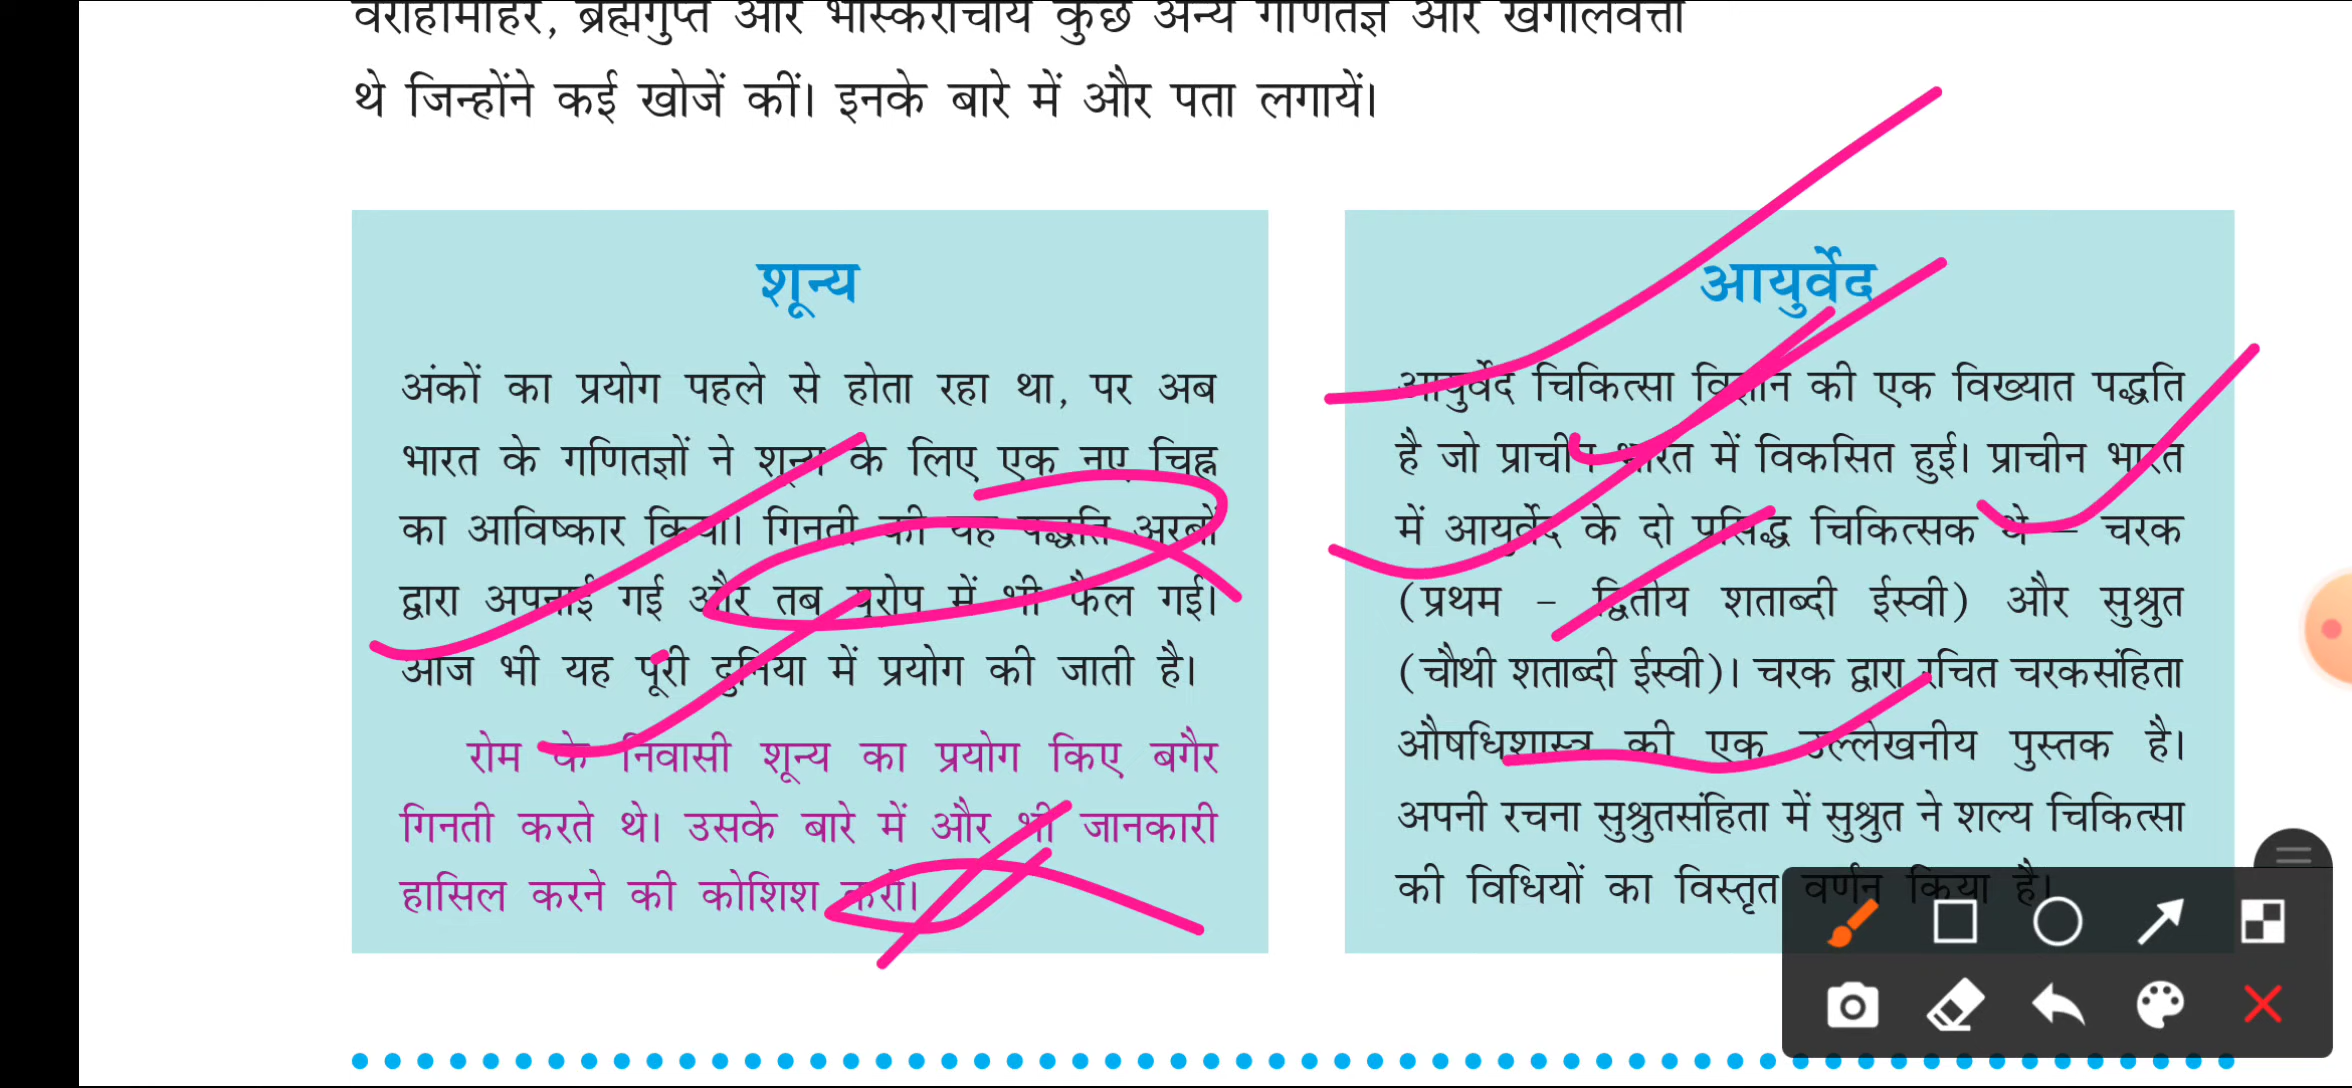 वराहमिहिर, ब्रह्मगुप्त और भास्कराचार्य कुछ अन्य गणितज्ञ और खगोलवेत्ता
थे जिन्होंने कई खोजें कीं। इनके बारे में और पता लगायें।
शून्य
अंकों का प्रयोग पहले से होता रहा था, पर अब
भारत के गणितज्ञों ने शून्य के लिए एक नए चिह्न
का आविष्कार किया। गिनती की यह पद्धति अरबों
द्वारा अपनाई गई और तब यूरोप में भी फैल गई।
आज भी यह पूरी दुनिया में प्रयोग की जाती है।
रोम के निवासी शून्य का प्रयोग किए बगैर
गिनती करते थे। उसके बारे में और भी जानकारी
हासिल करने की कोशिश करो।
आयुर्वेद
आयुर्वेद चिकित्सा विज्ञान की एक विख्यात पद्धति
है जो प्राचीन भारत में विकसित हुई। प्राचीन भारत
में आयुर्वेद के दो प्रसिद्ध चिकित्सक थे – चरक
(प्रथम – द्वितीय शताब्दी ईस्वी) और सुश्रुत
(चौथी शताब्दी ईस्वी)। चरक द्वारा रचित चरकसंहिता
औषधिशास्त्र की एक उल्लेखनीय पुस्तक है।
अपनी रचना सुश्रुतसंहिता में सुश्रुत ने शल्य चिकित्सा
की विधियों का विस्तृत वर्णन किया है।